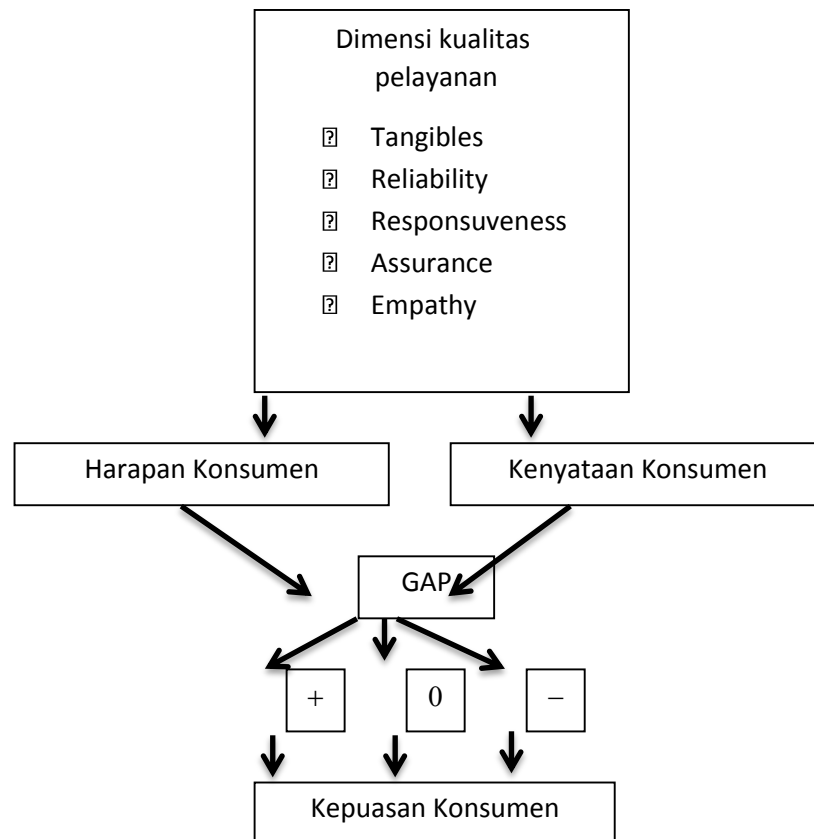 Dimensi kualitas
pelayanan
⍰ Tangibles
⍰ Reliability
⍰ Responsuveness
⍰ Assurance
⍰ Empathy
Harapan Konsumen
Kenyataan Konsumen
GAP
+
0
−
Kepuasan Konsumen